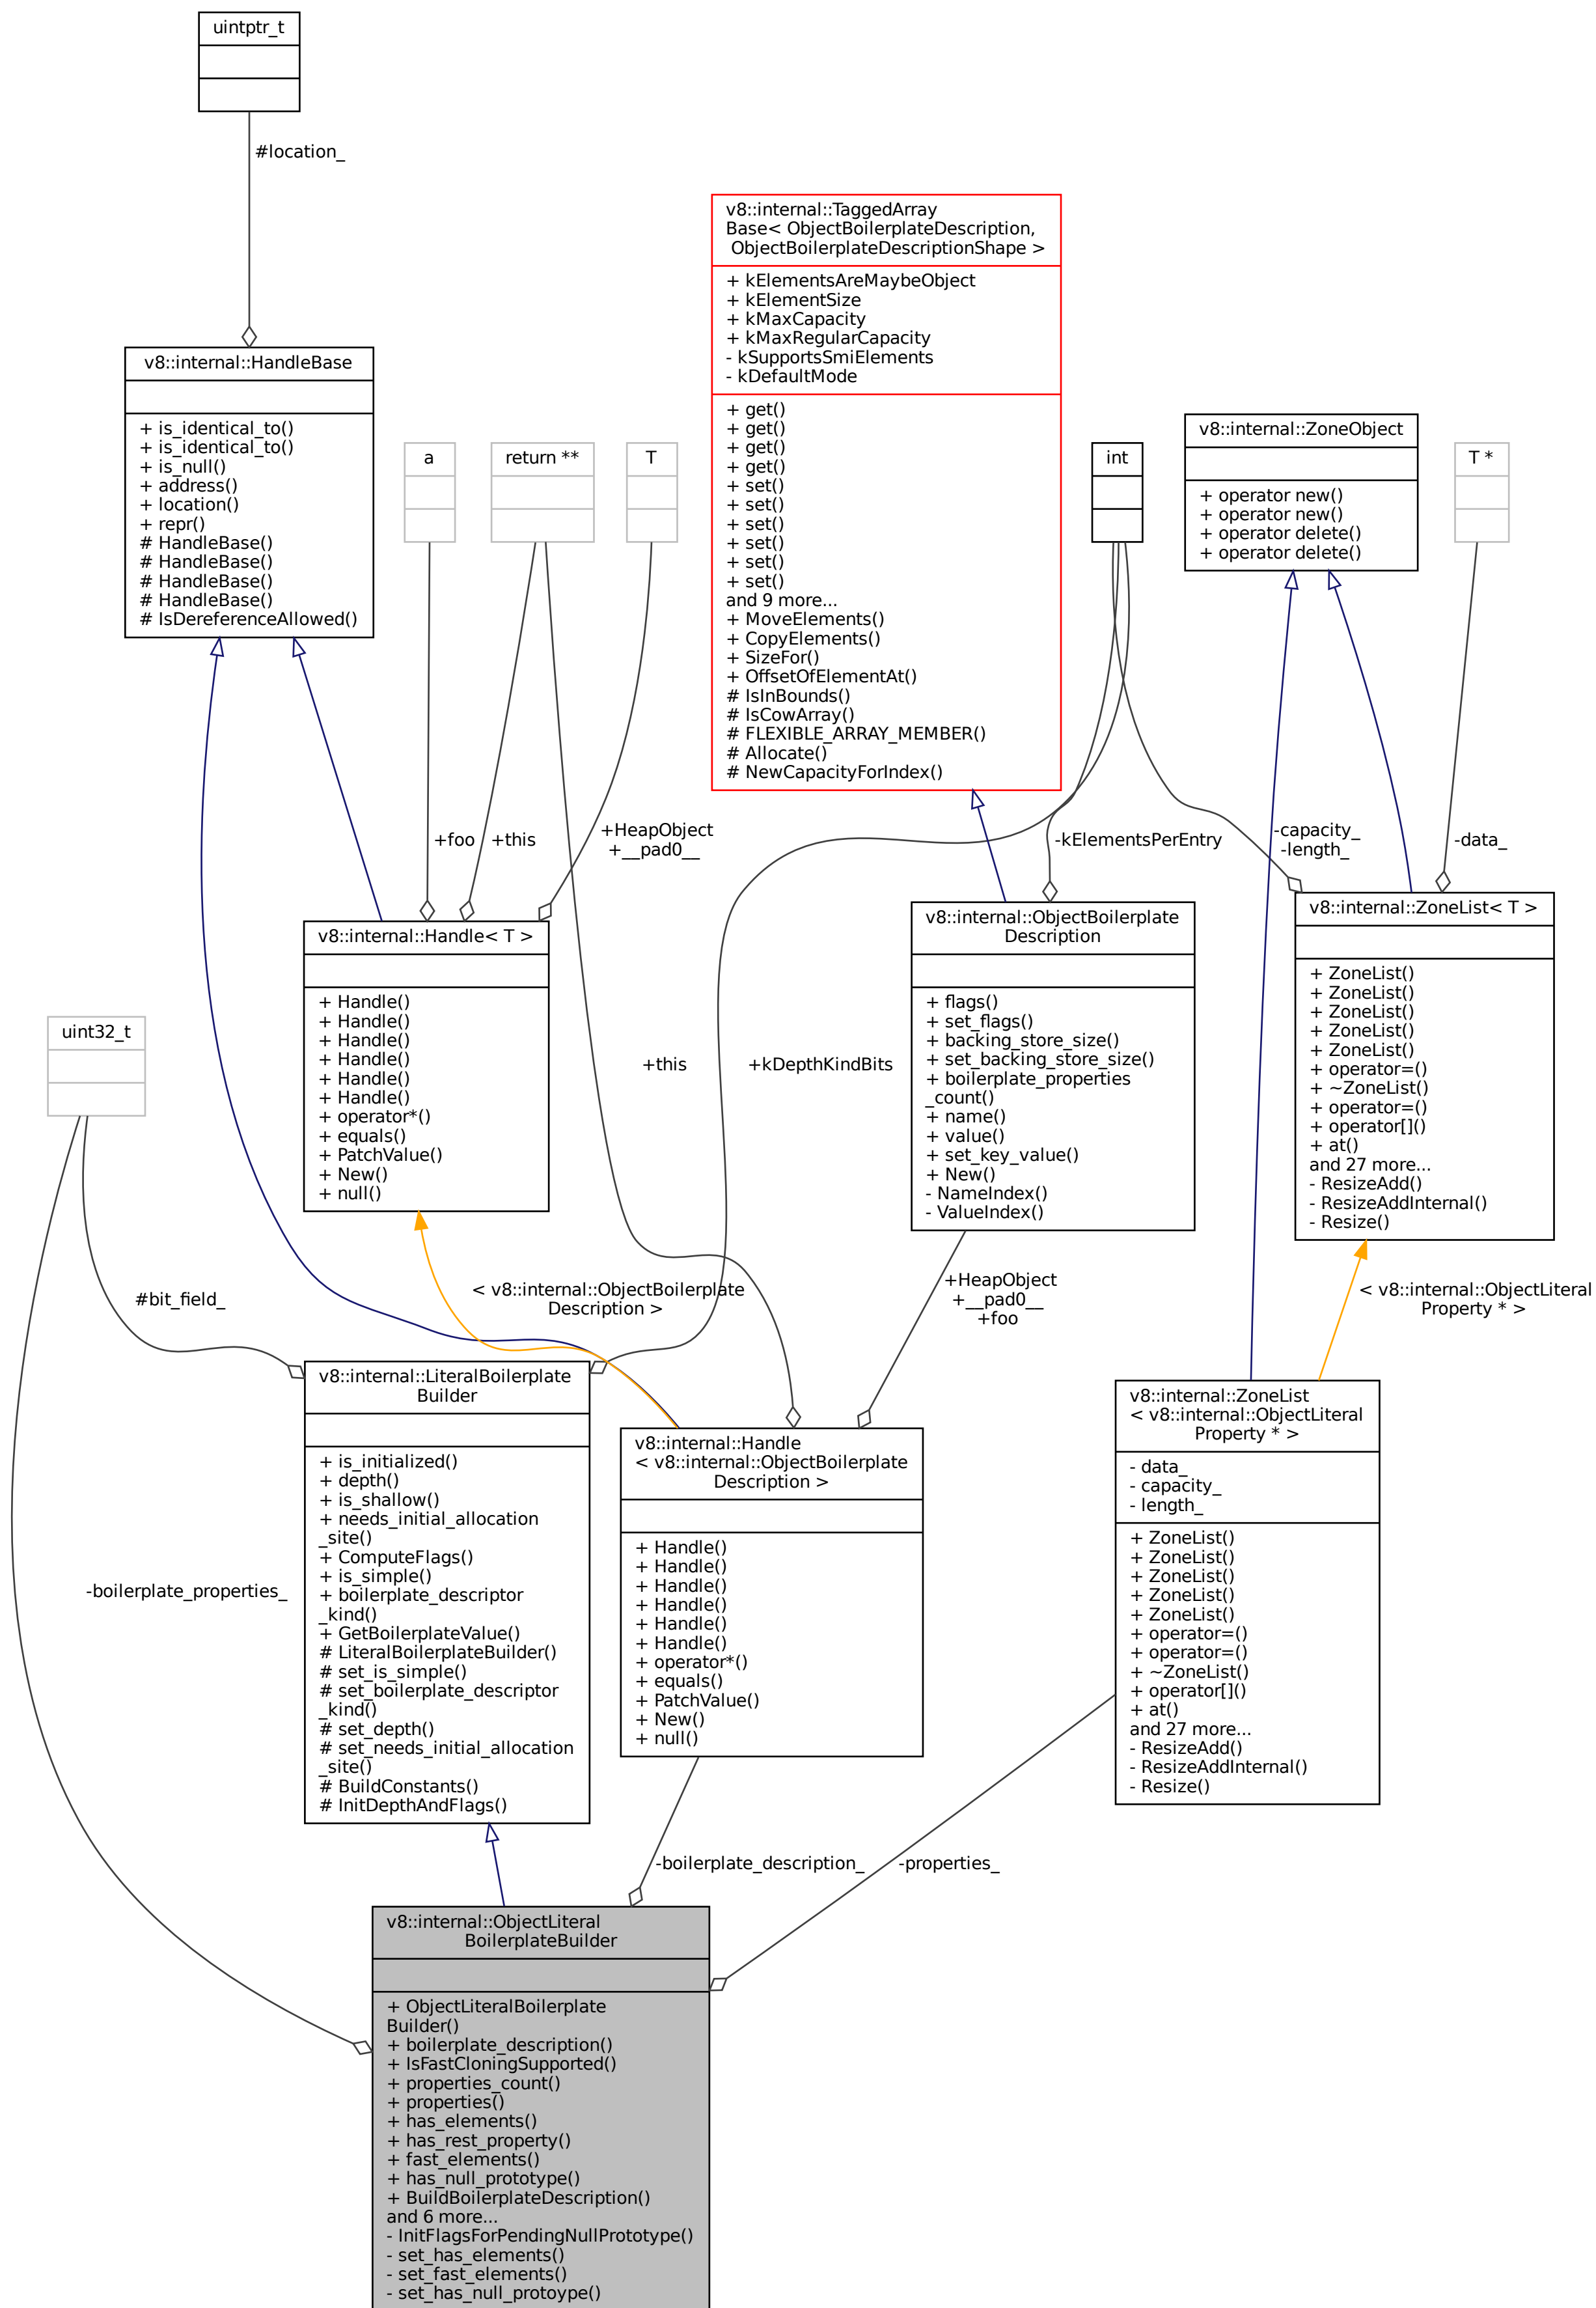 uintptr_t
#location_
v8::internal::TaggedArray
Base< ObjectBoilerplateDescription,
ObjectBoilerplateDescriptionShape >
+ kElementsAreMaybeObject
+ kElementSize
+ kMaxCapacity
+ kMaxRegularCapacity
- kSupportsSmiElements
- kDefaultMode
+ get()
+ get()
+ get()
+ get()
+ set()
+ set()
+ set()
+ set()
+ set()
+ set()
and 9 more...
+ MoveElements()
+ CopyElements()
+ SizeFor()
+ OffsetOfElementAt()
# IsInBounds()
# IsCowArray()
# FLEXIBLE_ARRAY_MEMBER()
# Allocate()
# NewCapacityForIndex()
v8::internal::HandleBase
+ is_identical_to()
+ is_identical_to()
+ is_null()
+ address()
+ location()
+ repr()
# HandleBase()
# HandleBase()
# HandleBase()
# HandleBase()
# IsDereferenceAllowed()
a
return **
T
int
v8::internal::ZoneObject
+ operator new()
+ operator new()
+ operator delete()
+ operator delete()
T *
+foo
+this
+HeapObject
+__pad0__
-kElementsPerEntry
-capacity_
-length_
-data_
v8::internal::Handle< T >
+ Handle()
+ Handle()
+ Handle()
+ Handle()
+ Handle()
+ Handle()
+ operator*()
+ equals()
+ PatchValue()
+ New()
+ null()
v8::internal::ObjectBoilerplate
Description
+ flags()
+ set_flags()
+ backing_store_size()
+ set_backing_store_size()
+ boilerplate_properties
_count()
+ name()
+ value()
+ set_key_value()
+ New()
- NameIndex()
- ValueIndex()
v8::internal::ZoneList< T >
+ ZoneList()
+ ZoneList()
+ ZoneList()
+ ZoneList()
+ ZoneList()
+ operator=()
+ ~ZoneList()
+ operator=()
+ operator[]()
+ at()
and 27 more...
- ResizeAdd()
- ResizeAddInternal()
- Resize()
uint32_t
+this
+kDepthKindBits
#bit_field_
< v8::internal::ObjectBoilerplate
Description >
+HeapObject
+__pad0__
+foo
< v8::internal::ObjectLiteral
Property * >
v8::internal::LiteralBoilerplate
Builder
+ is_initialized()
+ depth()
+ is_shallow()
+ needs_initial_allocation
_site()
+ ComputeFlags()
+ is_simple()
+ boilerplate_descriptor
_kind()
+ GetBoilerplateValue()
# LiteralBoilerplateBuilder()
# set_is_simple()
# set_boilerplate_descriptor
_kind()
# set_depth()
# set_needs_initial_allocation
_site()
# BuildConstants()
# InitDepthAndFlags()
v8::internal::Handle
< v8::internal::ObjectBoilerplate
Description >
+ Handle()
+ Handle()
+ Handle()
+ Handle()
+ Handle()
+ Handle()
+ operator*()
+ equals()
+ PatchValue()
+ New()
+ null()
v8::internal::ZoneList
< v8::internal::ObjectLiteral
Property * >
- data_
- capacity_
- length_
+ ZoneList()
+ ZoneList()
+ ZoneList()
+ ZoneList()
+ ZoneList()
+ operator=()
+ operator=()
+ ~ZoneList()
+ operator[]()
+ at()
and 27 more...
- ResizeAdd()
- ResizeAddInternal()
- Resize()
-boilerplate_properties_
-boilerplate_description_
-properties_
v8::internal::ObjectLiteral
BoilerplateBuilder
+ ObjectLiteralBoilerplate
Builder()
+ boilerplate_description()
+ IsFastCloningSupported()
+ properties_count()
+ properties()
+ has_elements()
+ has_rest_property()
+ fast_elements()
+ has_null_prototype()
+ BuildBoilerplateDescription()
and 6 more...
- InitFlagsForPendingNullPrototype()
- set_has_elements()
- set_fast_elements()
- set_has_null_protoype()